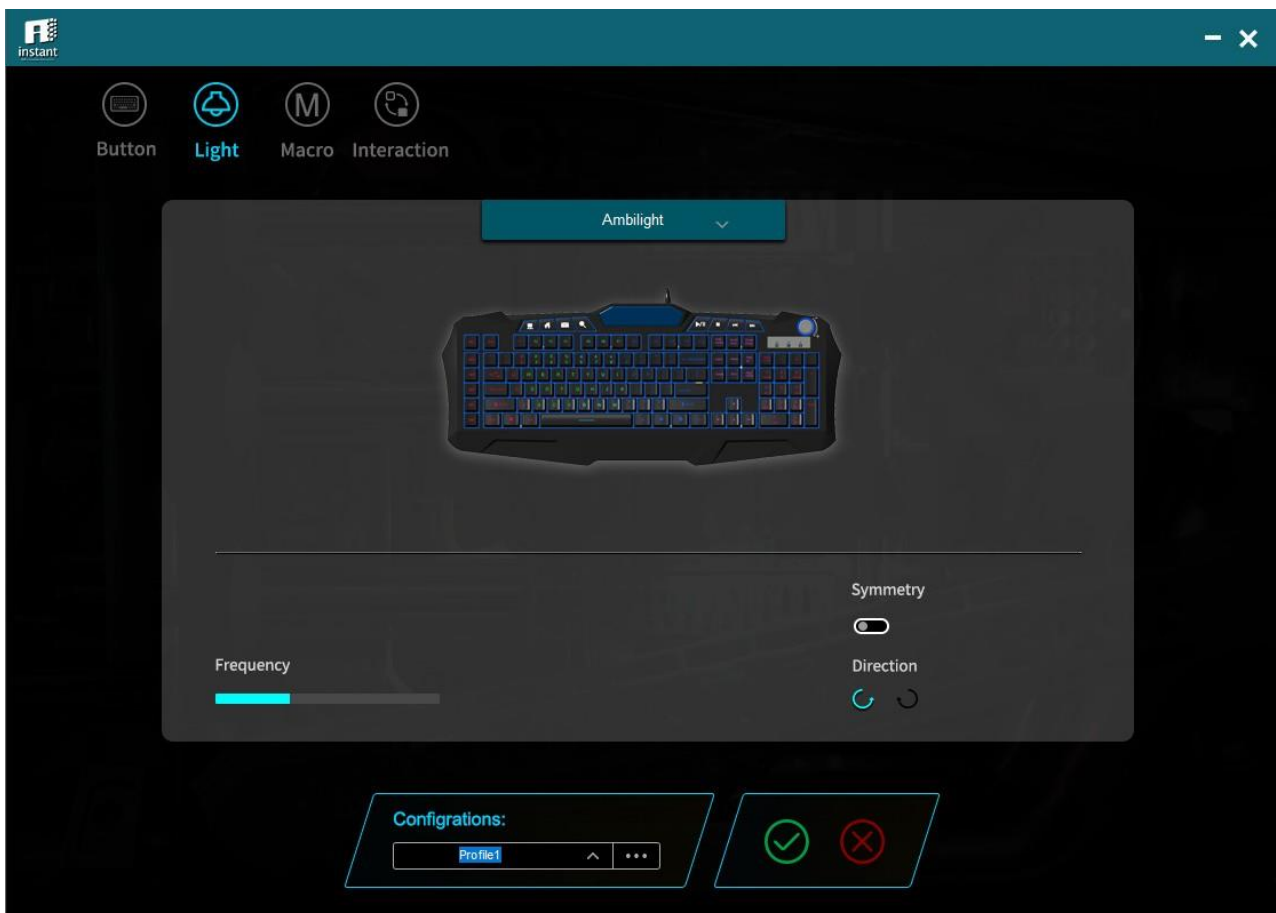 instant
Button Light Macro Interaction
Ambilight
Symmetry
Frequency
Direction
Configrations:
Profile1